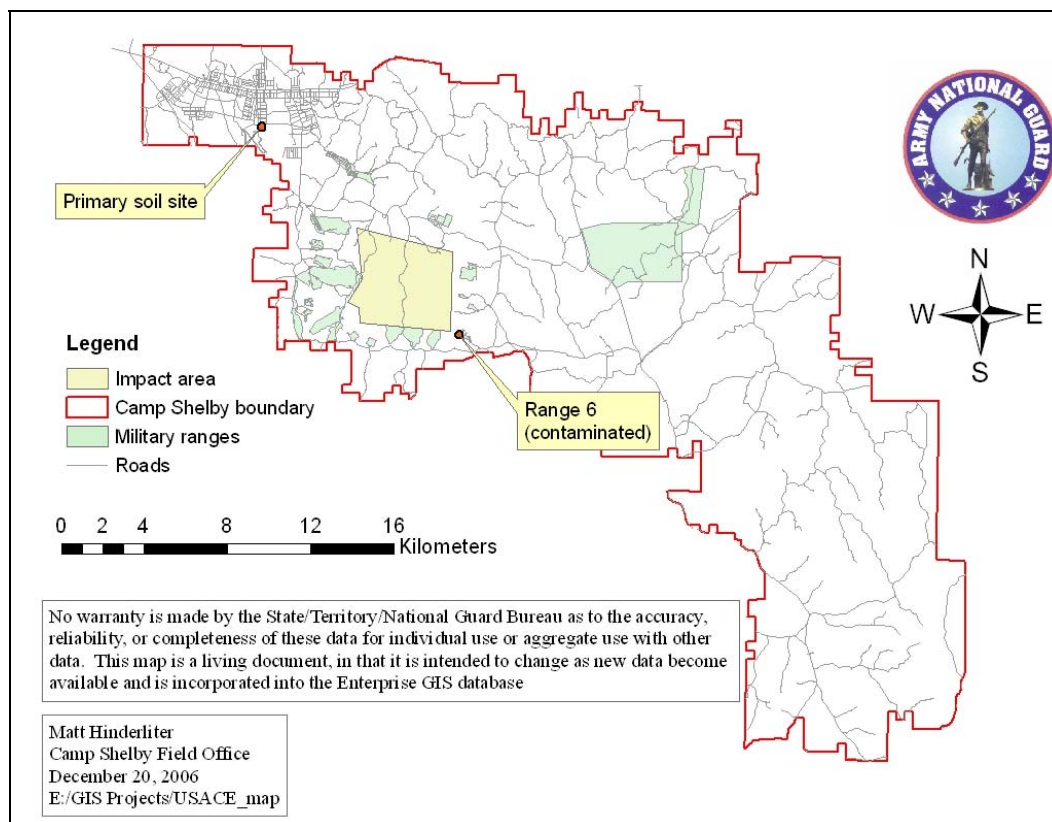 ARMY NATIONAL GUARD
Primary soil site
N
W
E
S
Legend
Impact area
Camp Shelby boundary
Military ranges
Roads
Range 6
(contaminated)
0 2 4 8 12 16
Kilometers
No warranty is made by the State/Territory/National Guard Bureau as to the accuracy,
reliability, or completeness of these data for individual use or aggregate use with other
data. This map is a living document, in that it is intended to change as new data become
available and is incorporated into the Enterprise GIS database
Matt Hinderliter
Camp Shelby Field Office
December 20, 2006
E:/GIS Projects/USACE_map